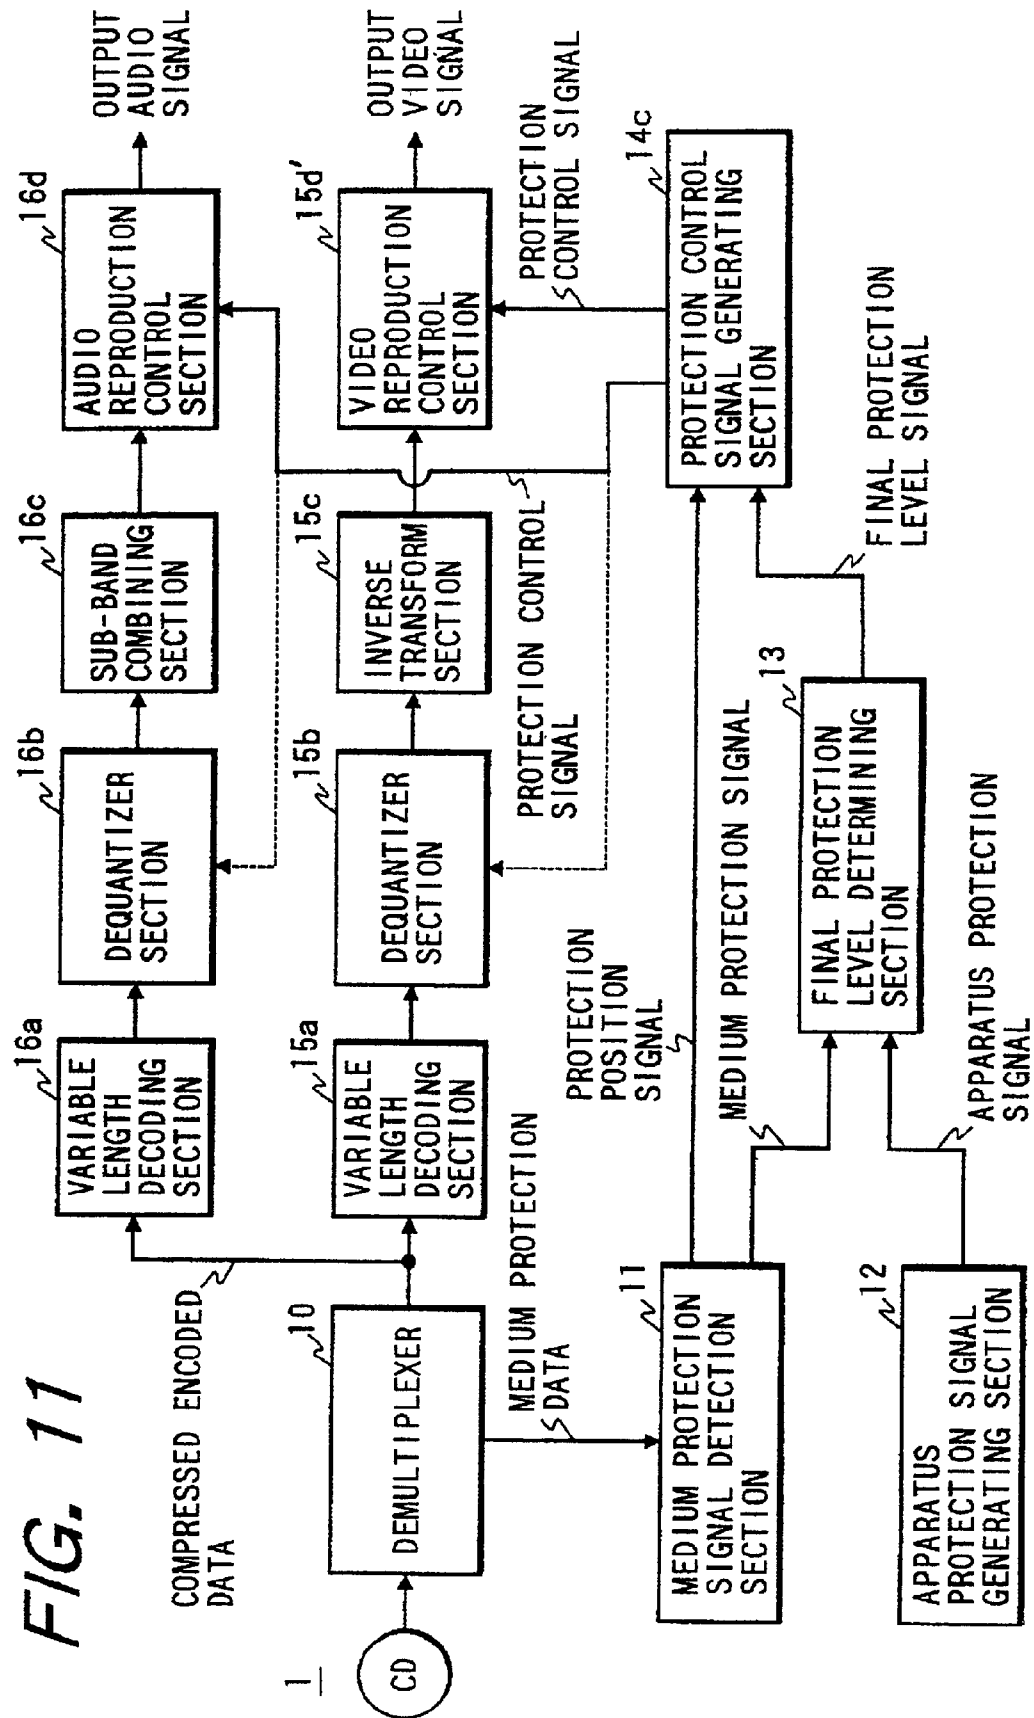 FIG. 11
1
CD
COMPRESSED ENCODED
DATA
10
DEMULTIPLEXER
16a
VARIABLE
LENGTH
DECODING
SECTION
16b
DEQUANTIZER
SECTION
16c
SUB-BAND
COMBINING
SECTION
16d
AUDIO
REPRODUCTION
CONTROL
SECTION
OUTPUT
AUDIO
SIGNAL
15a
VARIABLE
LENGTH
DECODING
SECTION
15b
DEQUANTIZER
SECTION
15c
INVERSE
TRANSFORM
SECTION
15d'
VIDEO
REPRODUCTION
CONTROL
SECTION
OUTPUT
VIDEO
SIGNAL
MEDIUM PROTECTION
DATA
PROTECTION
POSITION
SIGNAL
PROTECTION CONTROL
SIGNAL
PROTECTION
CONTROL SIGNAL
11
MEDIUM PROTECTION
SIGNAL DETECTION
SECTION
MEDIUM PROTECTION SIGNAL
14c
PROTECTION CONTROL
SIGNAL GENERATING
SECTION
12
APPARATUS
PROTECTION SIGNAL
GENERATING SECTION
APPARATUS PROTECTION
SIGNAL
13
FINAL PROTECTION
LEVEL DETERMINING
SECTION
FINAL PROTECTION
LEVEL SIGNAL